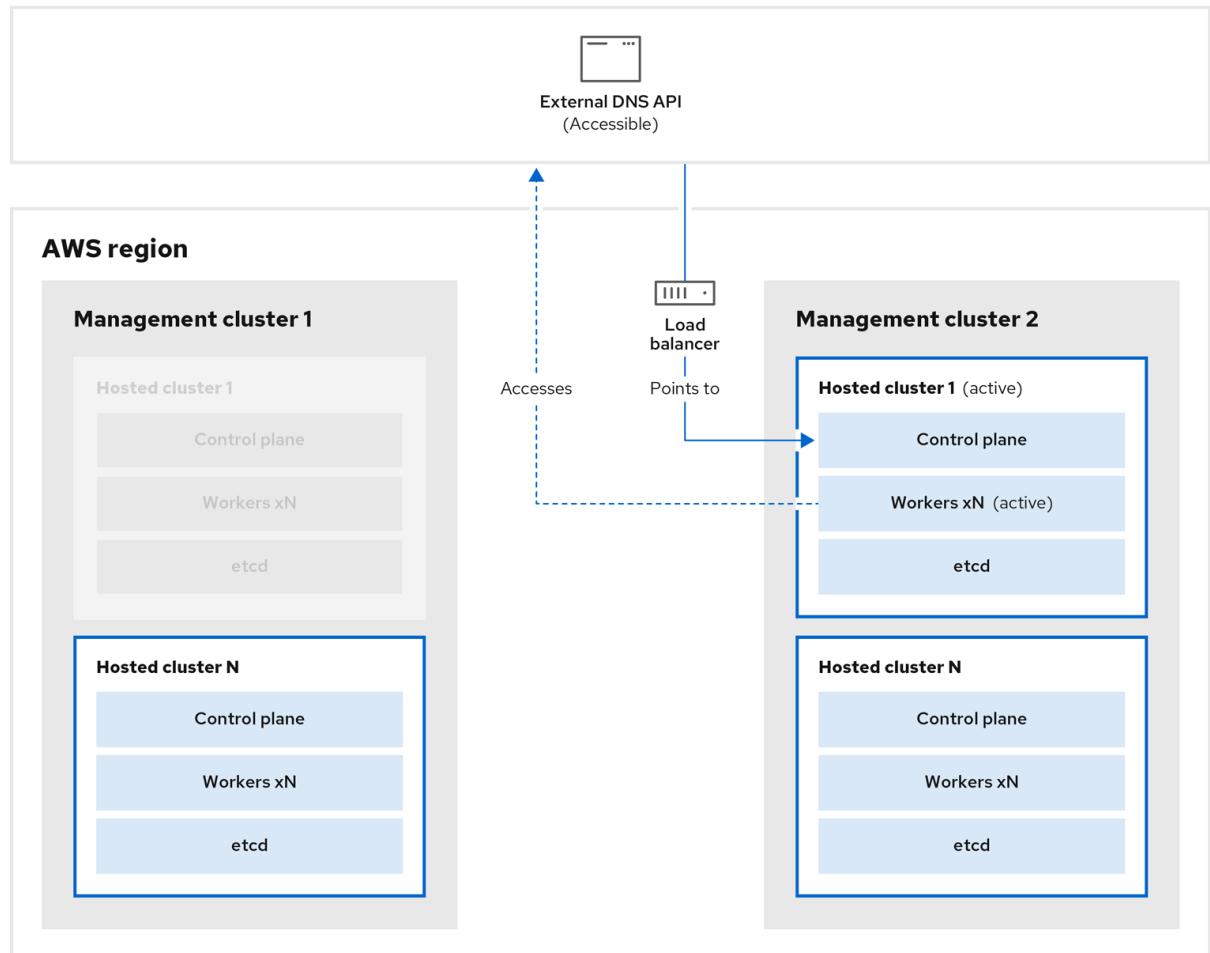 External DNS API
(Accessible)
AWS region
Management cluster 1
Hosted cluster 1
Control plane
Workers xN
etcd
Hosted cluster N
Control plane
Workers xN
etcd
Accesses
Load
balancer
Points to
Management cluster 2
Hosted cluster 1 (active)
Control plane
Workers xN (active)
etcd
Hosted cluster N
Control plane
Workers xN
etcd